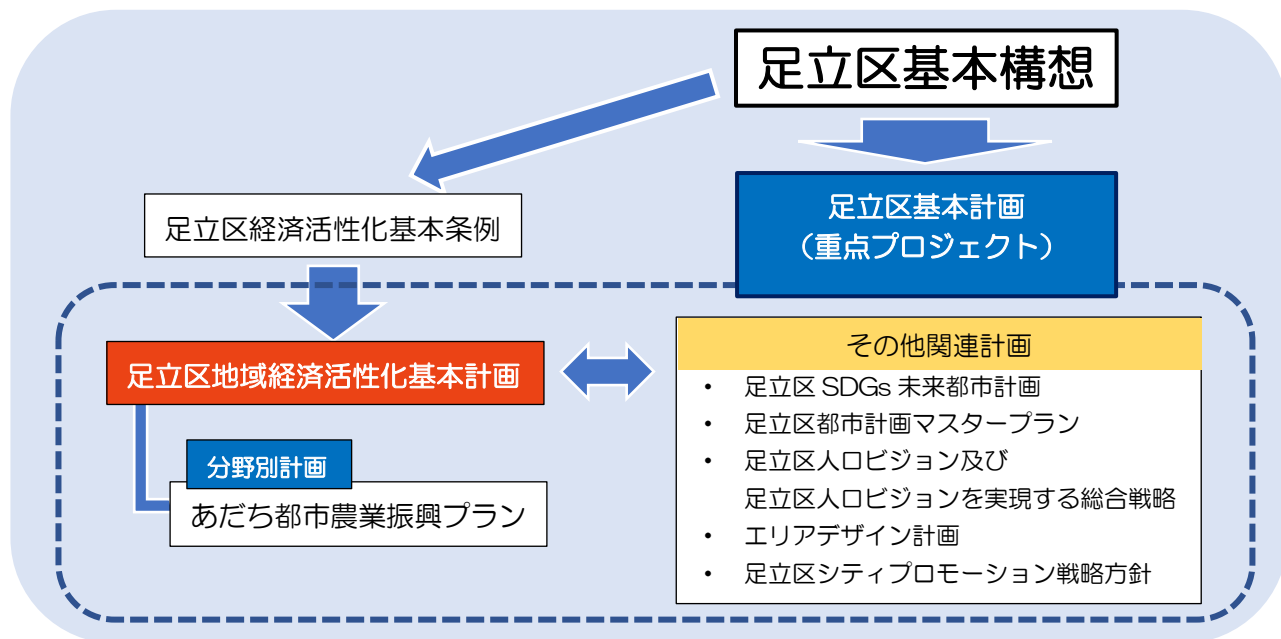 足立区基本構想
足立区基本計画
（重点プロジェクト）
足立区経済活性化基本条例
足立区地域経済活性化基本計画
分野別計画
あだち都市農業振興プラン
その他関連計画
・ 足立区 SDGs 未来都市計画
・ 足立区都市計画マスタープラン
・ 足立区人口ビジョン及び
足立区人口ビジョンを実現する総合戦略
・ エリアデザイン計画
・ 足立区シティプロモーション戦略方針